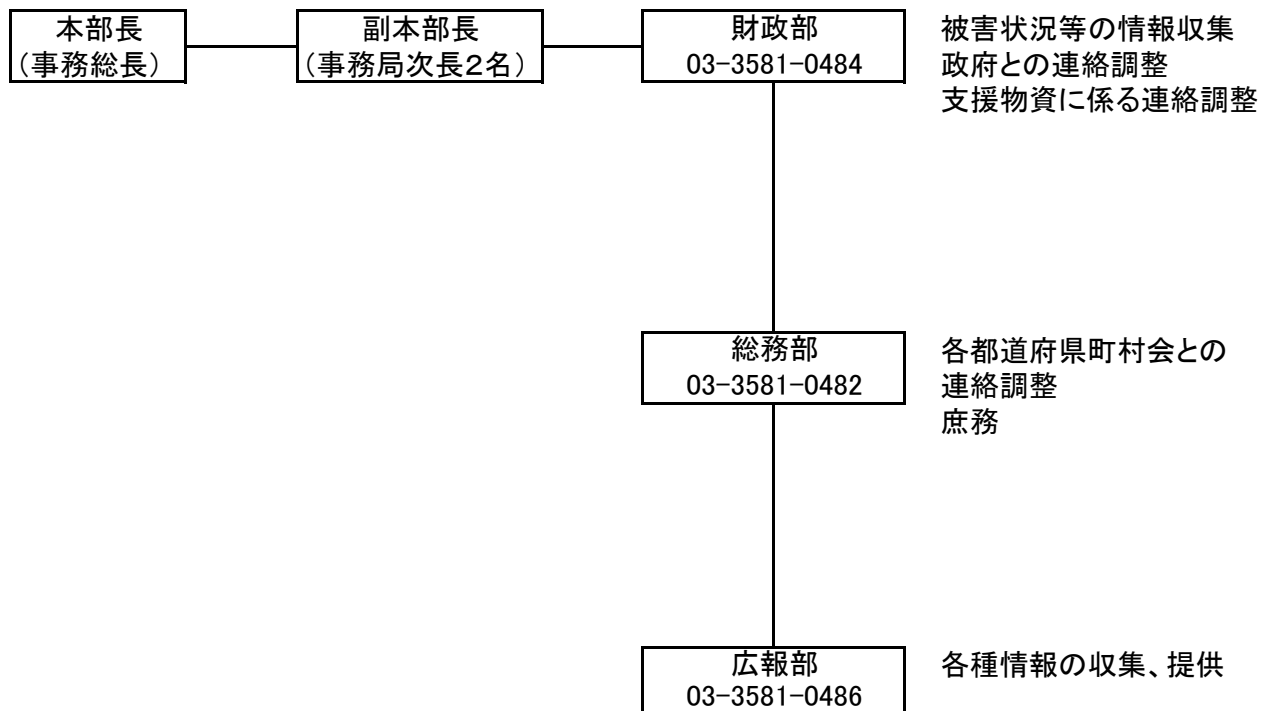 本部長
（事務総長）
副本部長
（事務局次長２名）
財政部
03-3581-0484
被害状況等の情報収集
政府との連絡調整
支援物資に係る連絡調整
総務部
03-3581-0482
各都道府県町村会との
連絡調整
庶務
広報部
03-3581-0486
各種情報の収集、提供